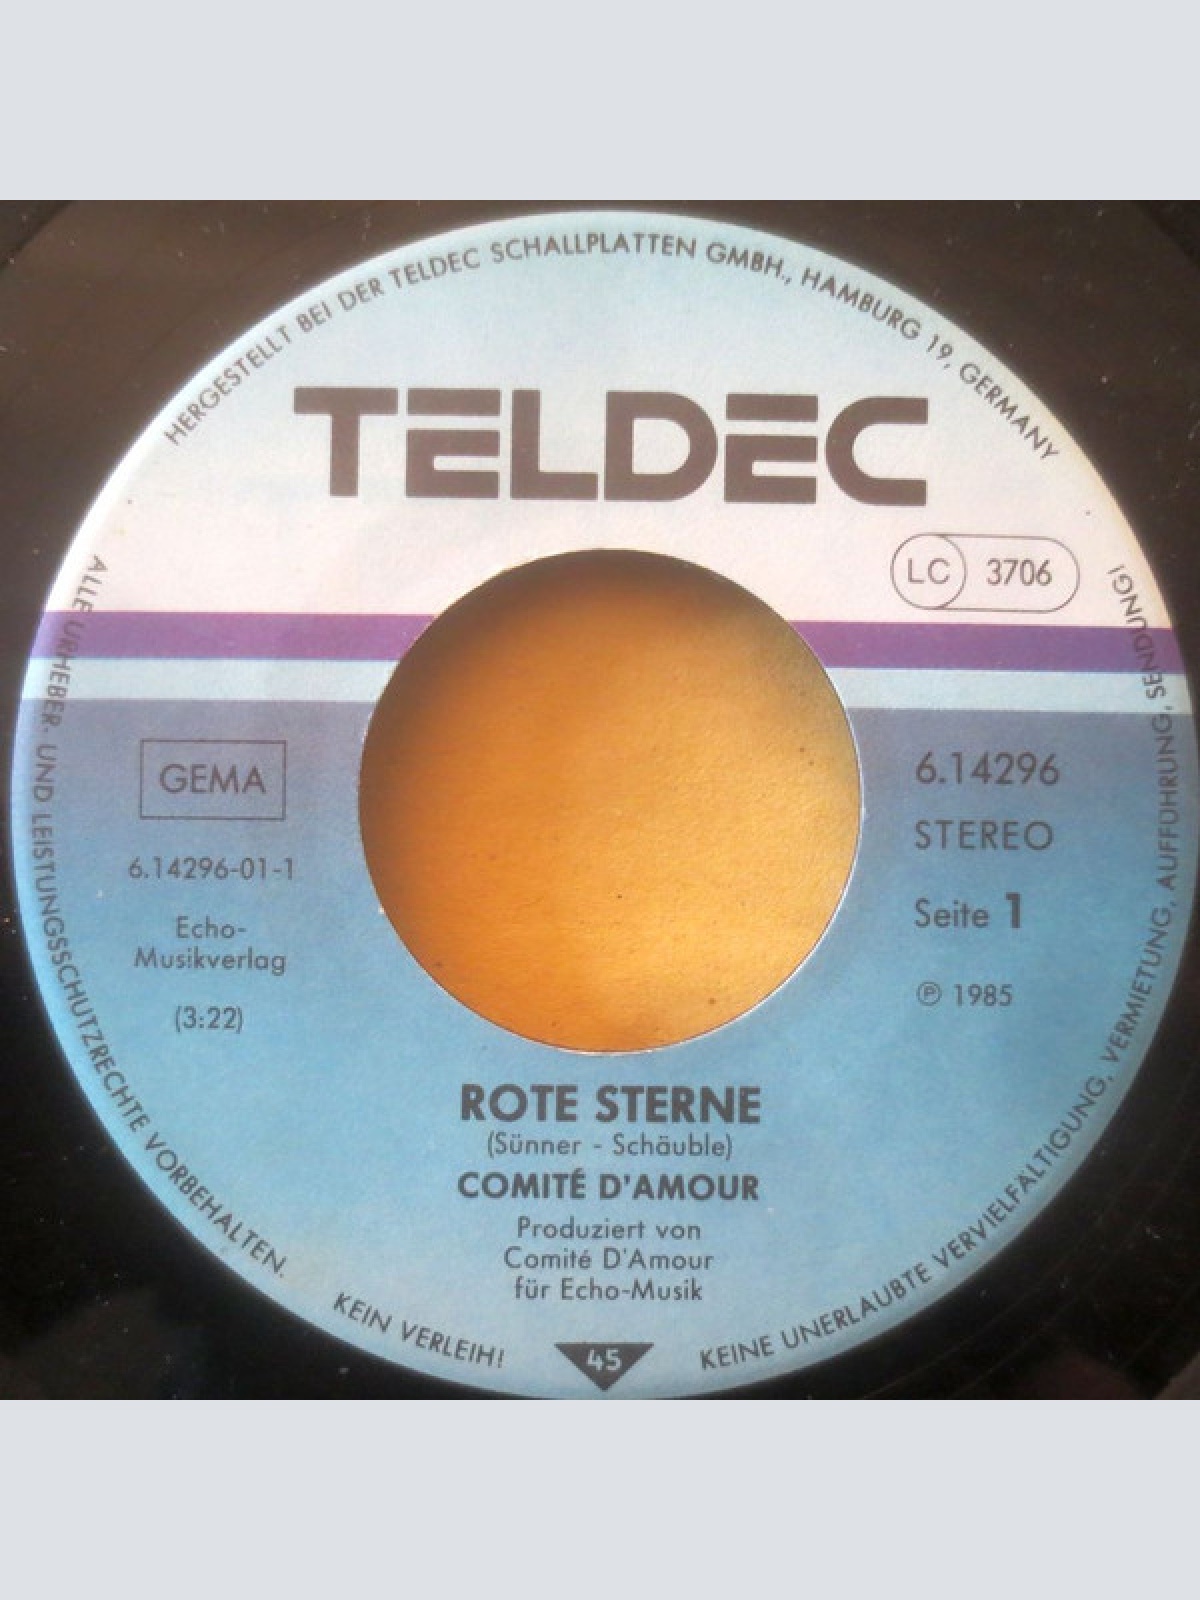 HERGESTELLT BEI DER TELDEC SCHALLPLATTEN GMBH., HAMBURG 19, GERMANY
TELDEC
LC 3706
GEMA
6.14296-01-1
Echo-
Musikverlag
(3:22)
6.14296
STEREO
Seite 1
℗ 1985
ROTE STERNE
(Sünner - Schäuble)
COMITÉ D'AMOUR
Produziert von
Comité D'Amour
für Echo-Musik
45
ALLE URHEBER- UND LEISTUNGSSCHUTZRECHTE VORBEHALTEN.
KEIN VERLEIH!
KEINE UNERLAUBTE VERVIELFÄLTIGUNG, VERMIETUNG, AUFFÜHRUNG, SENDUNG!